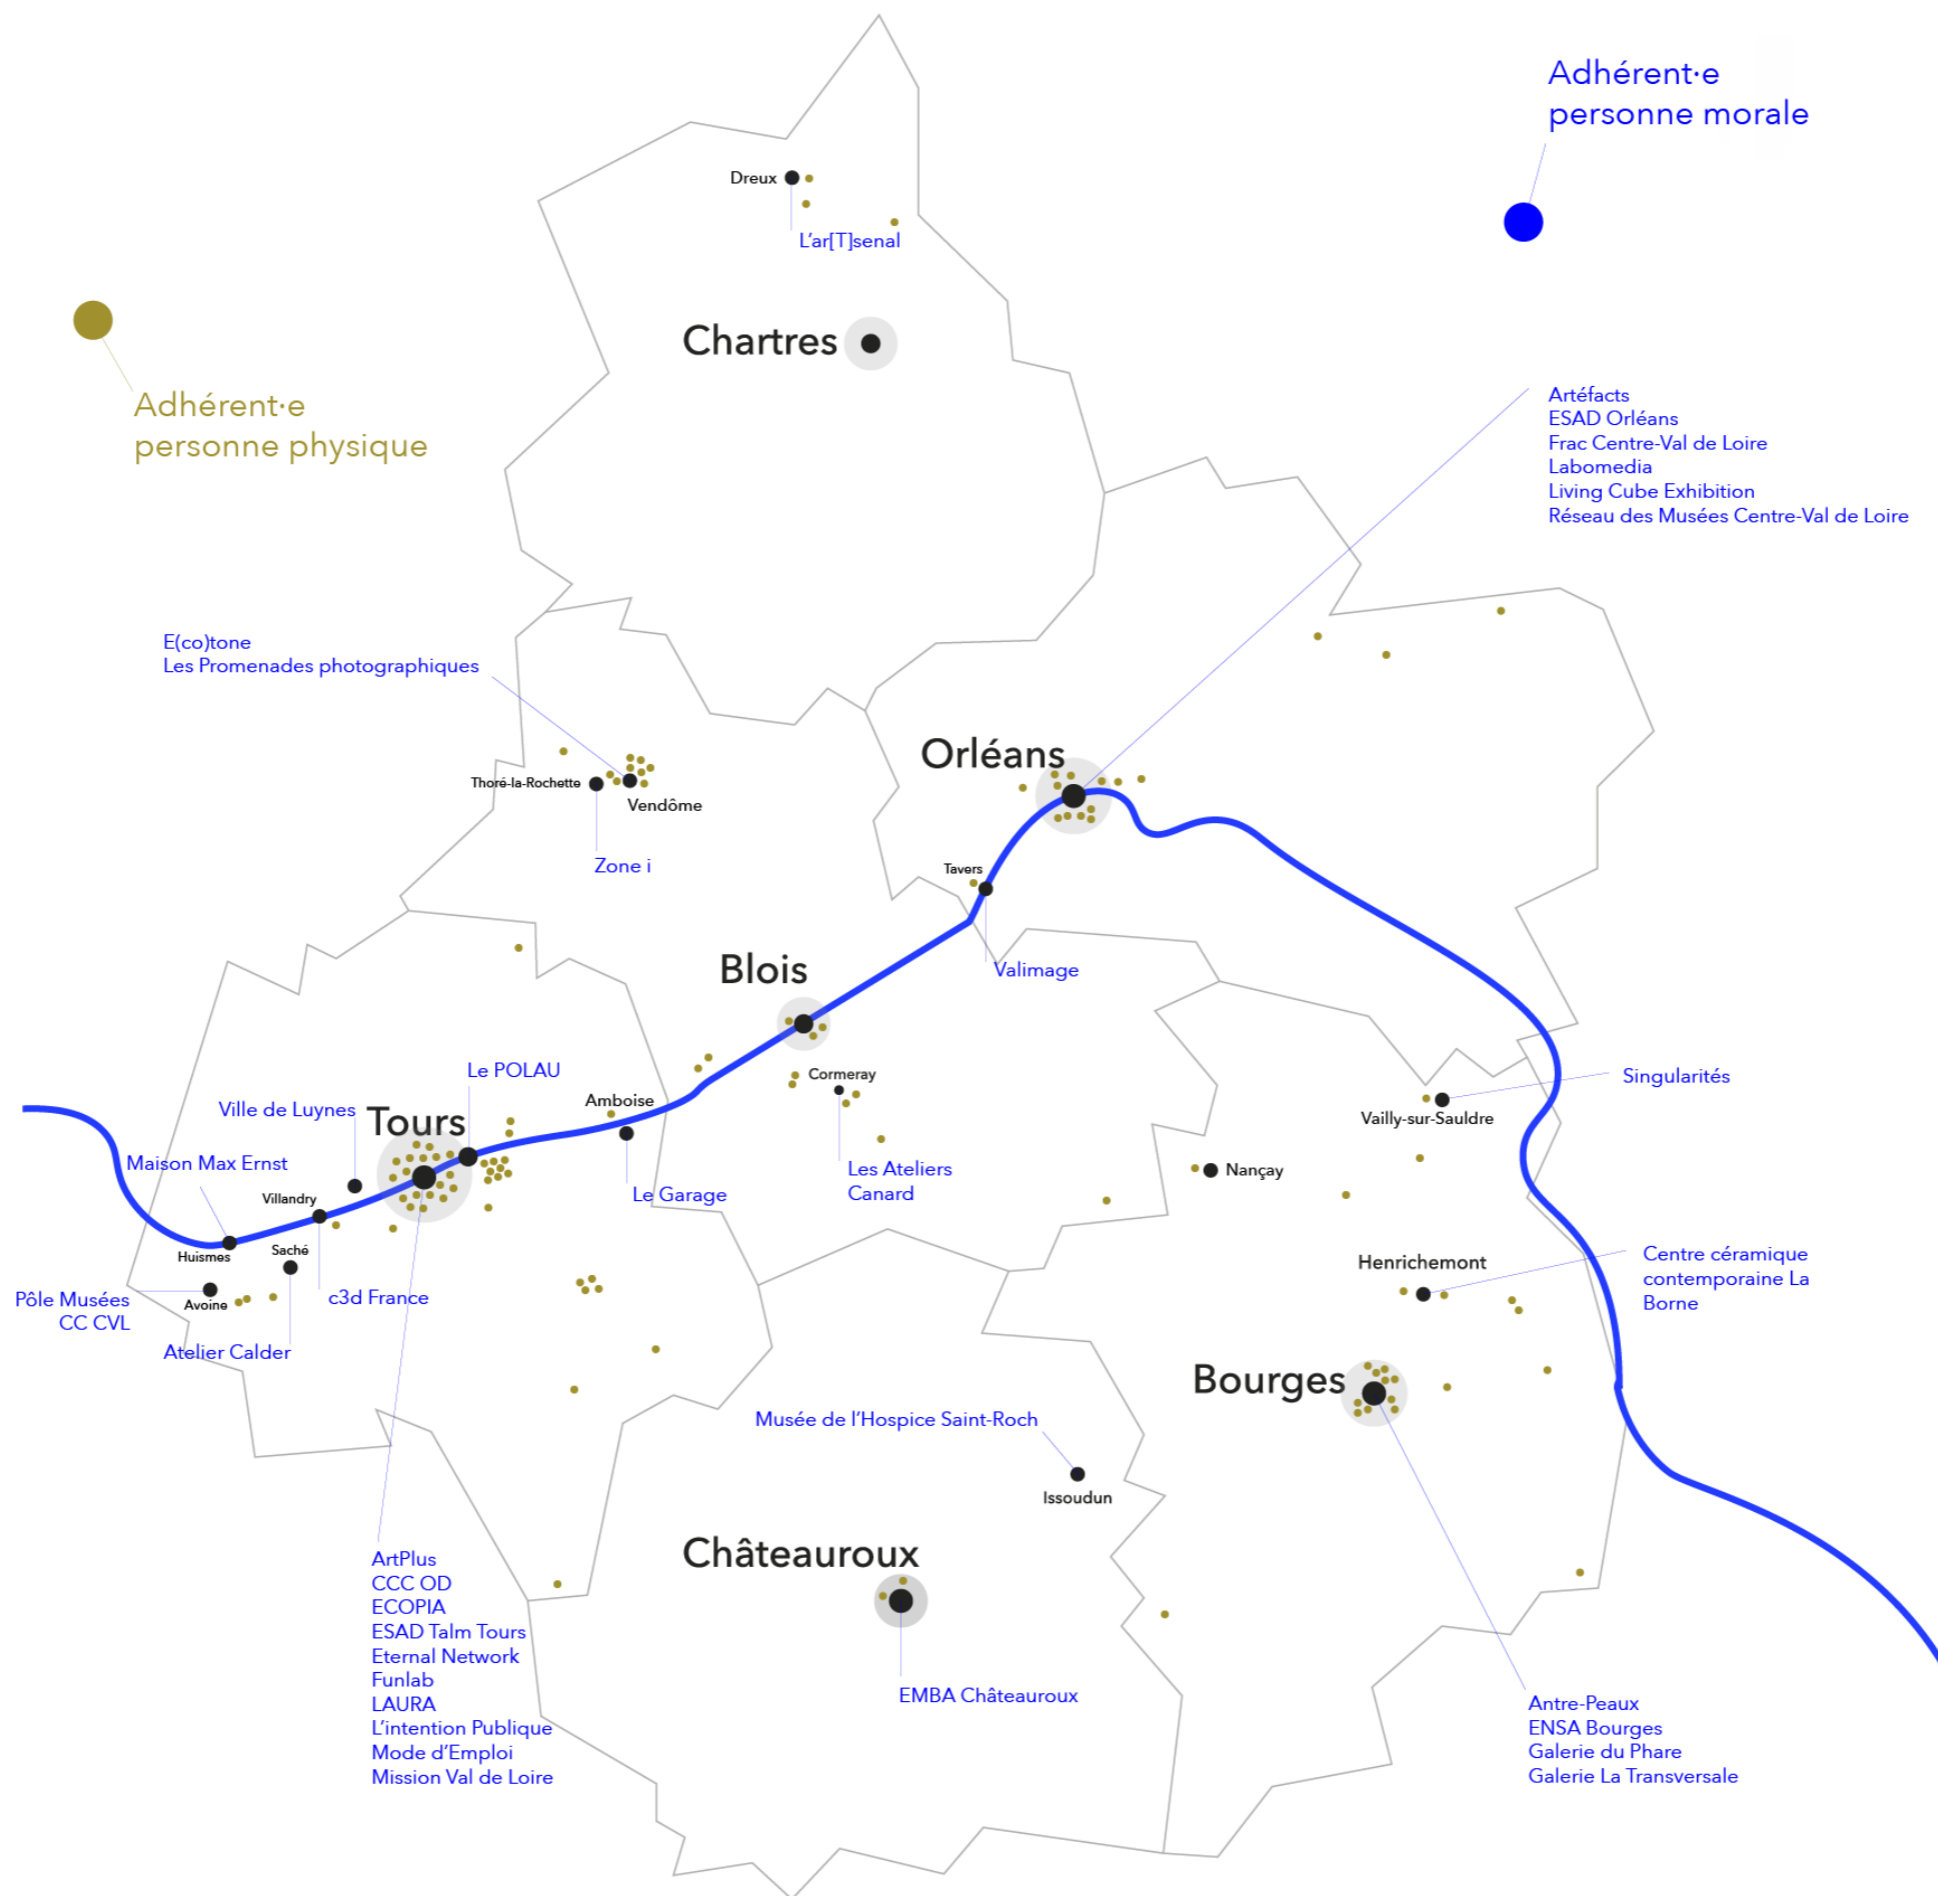 Adhérent·e
personne morale
Dreux
L'ar[T]senal
Chartres
Adhérent·e
personne physique
Artéfacts
ESAD Orléans
Frac Centre-Val de Loire
Labomedia
Living Cube Exhibition
Réseau des Musées Centre-Val de Loire
E(co)tone
Les Promenades photographiques
Orléans
Thoré-la-Rochette
Vendôme
Zone i
Tavers
Valimage
Blois
Le POLAU
Cormeray
Singularités
Ville de Luynes
Tours
Amboise
Vailly-sur-Sauldre
Maison Max Ernst
Les Ateliers
Canard
Nançay
Villandry
Le Garage
Huismes
Saché
Henrichemont
Centre céramique
contemporaine La
Borne
Pôle Musées
CC CVL
Avoine
c3d France
Atelier Calder
Bourges
Musée de l'Hospice Saint-Roch
Issoudun
Châteauroux
ArtPlus
CCC OD
ECOPIA
ESAD Talm Tours
Eternal Network
Funlab
LAURA
L'intention Publique
Mode d'Emploi
Mission Val de Loire
EMBA Châteauroux
Antre-Peaux
ENSA Bourges
Galerie du Phare
Galerie La Transversale